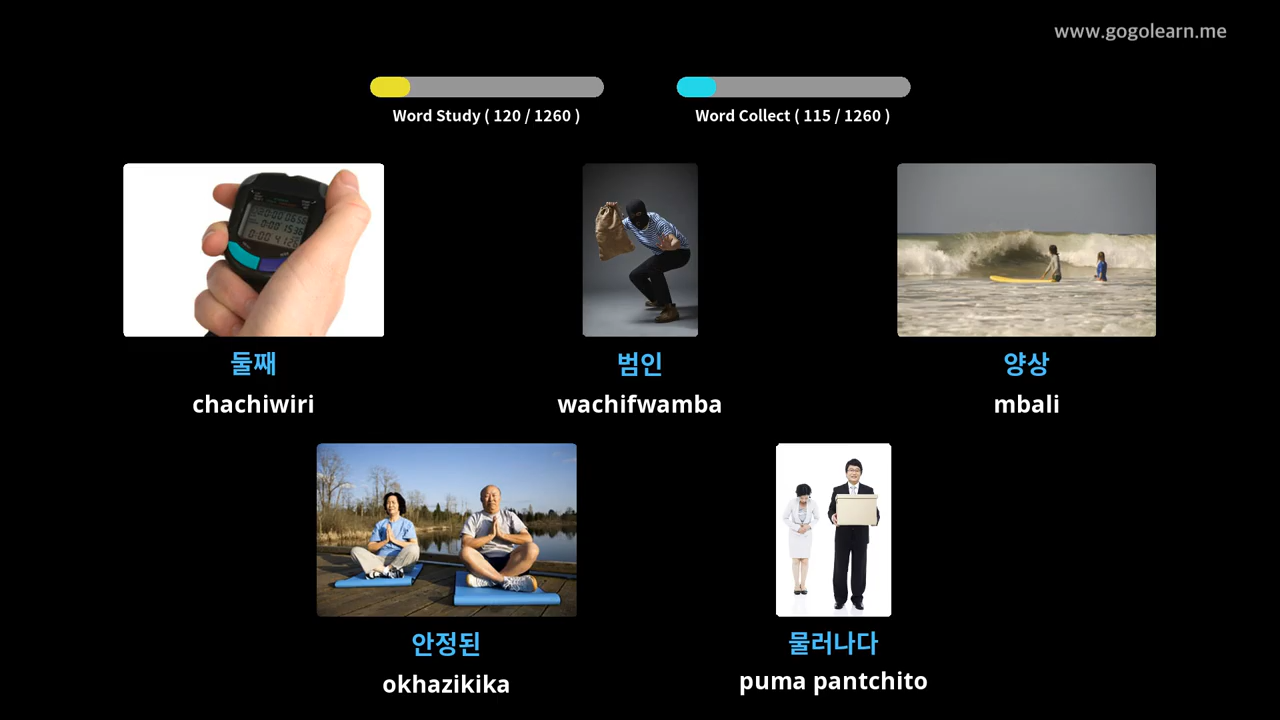 www.gogolearn.me
Word Study ( 120 / 1260 )
Word Collect ( 115 / 1260 )
둘째
chachiwiri
범인
wachifwamba
양상
mbali
안정된
okhazikika
물러나다
puma pantchito